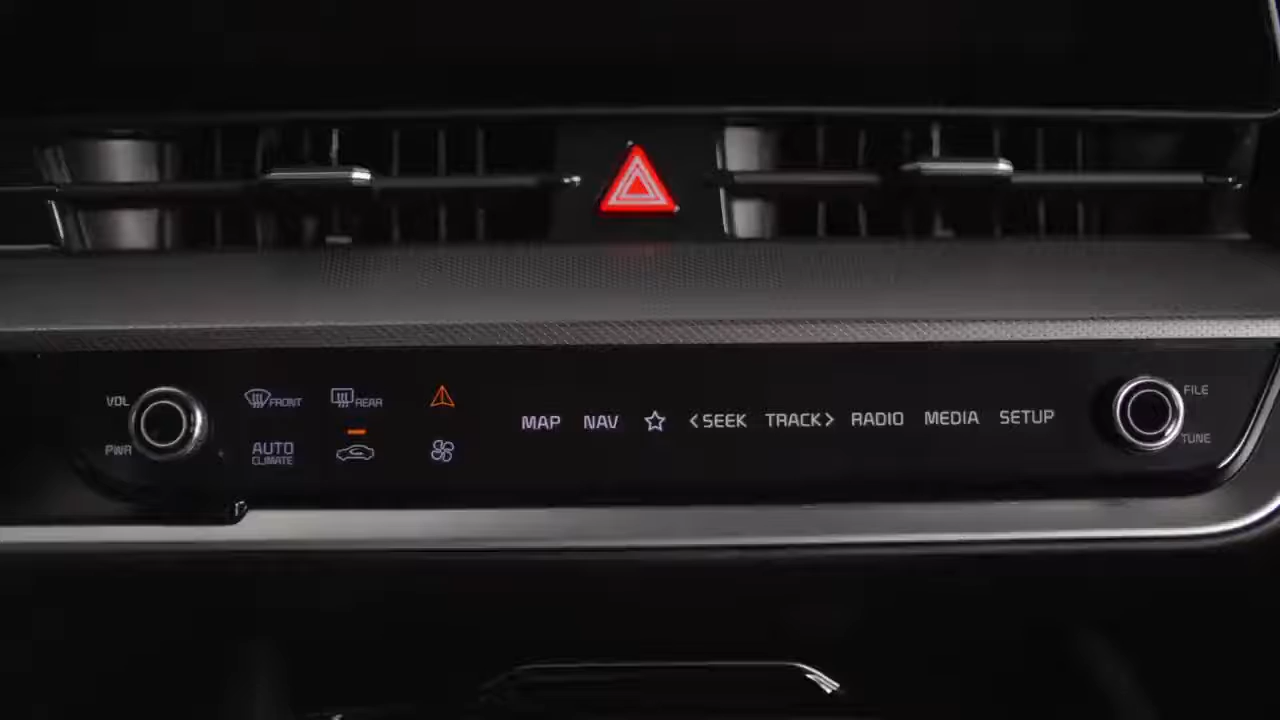 VOL
PWR
FRONT
REAR
AUTO
CLIMATE
MAP NAV <SEEK TRACK> RADIO MEDIA SETUP
FILE
TUNE